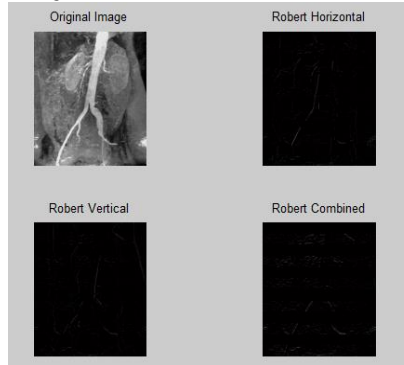 Original Image
Robert Horizontal
Robert Vertical
Robert Combined